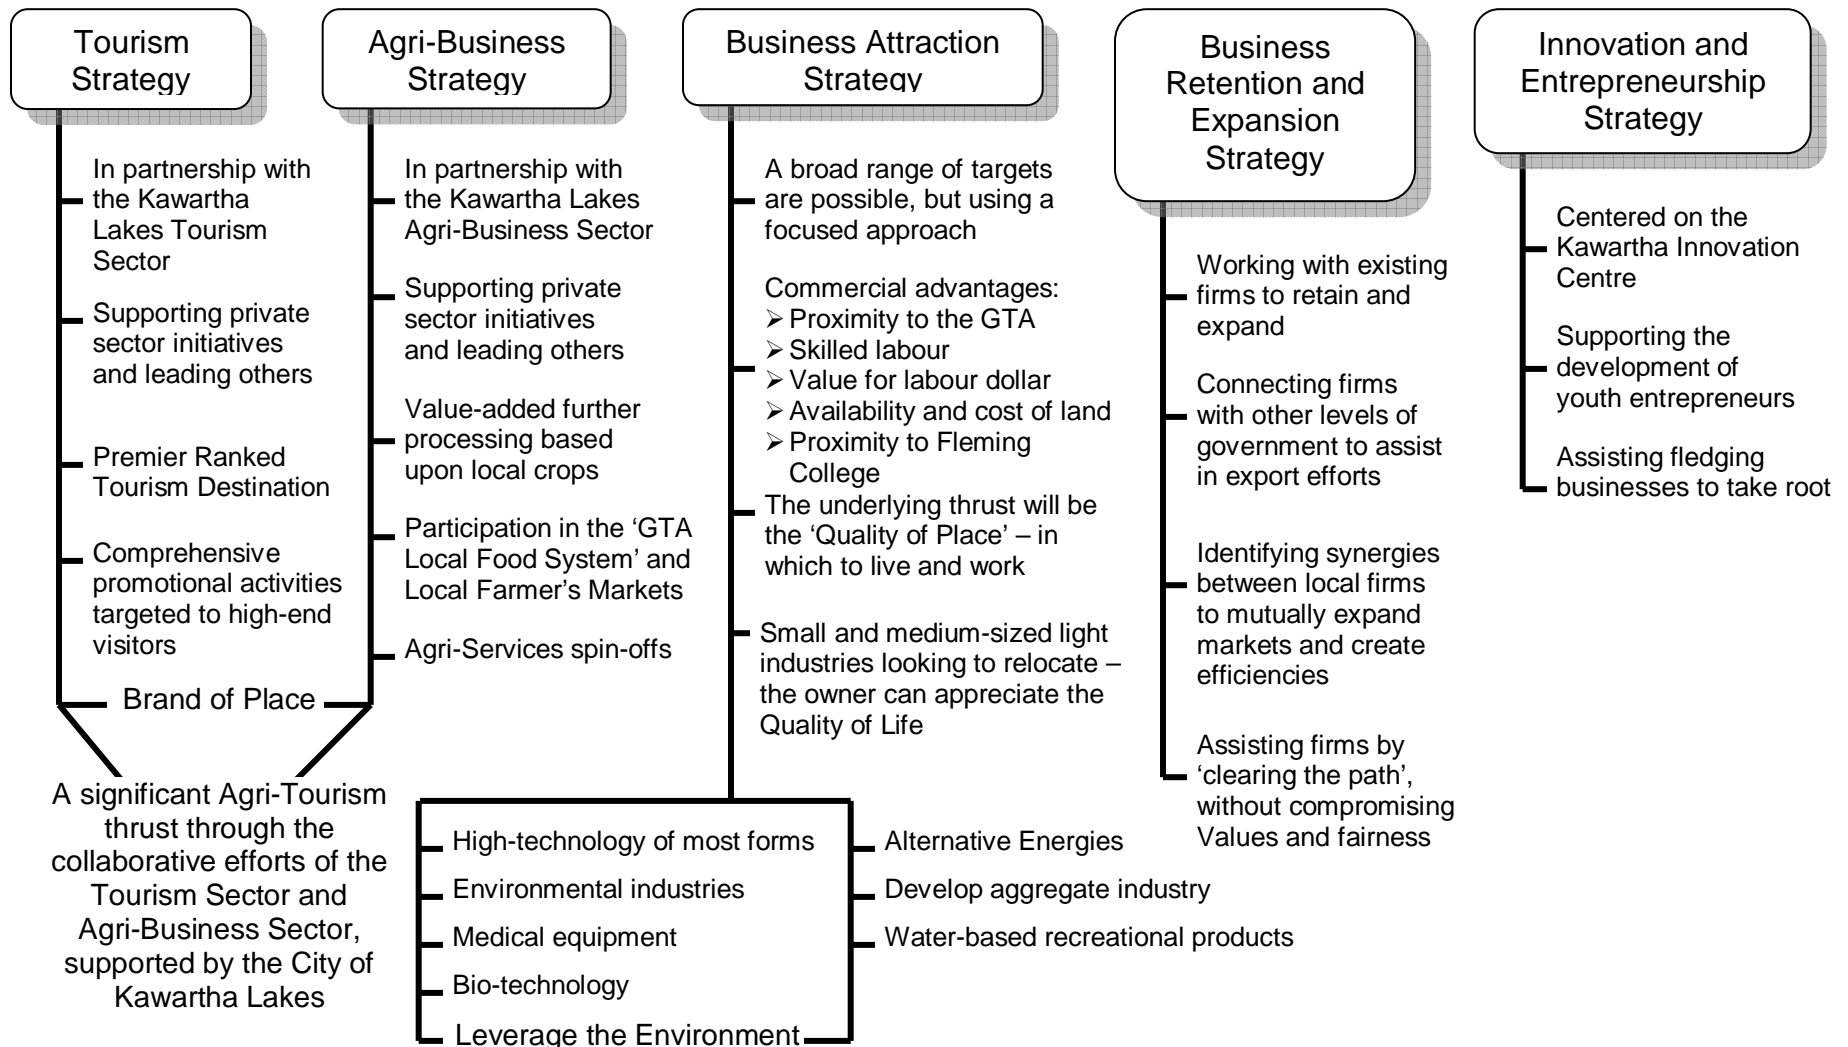 Tourism
Strategy
In partnership with
the Kawartha
Lakes Tourism
Sector
Supporting private
sector initiatives
and leading others
Premier Ranked
Tourism Destination
Comprehensive
promotional activities
targeted to high-end
visitors
Agri-Business
Strategy
In partnership with
the Kawartha Lakes
Agri-Business Sector
Supporting private
sector initiatives
and leading others
Value-added further
processing based
upon local crops
Participation in the ‘GTA
Local Food System’ and
Local Farmer’s Markets
Agri-Services spin-offs
Brand of Place
A significant Agri-Tourism
thrust through the
collaborative efforts of the
Tourism Sector and
Agri-Business Sector,
supported by the City of
Kawartha Lakes
Business Attraction
Strategy
A broad range of targets
are possible, but using a
focused approach
Commercial advantages:
➢ Proximity to the GTA
➢ Skilled labour
➢ Value for labour dollar
➢ Availability and cost of land
➢ Proximity to Fleming
College
The underlying thrust will be
the ‘Quality of Place’ – in
which to live and work
Small and medium-sized light
industries looking to relocate –
the owner can appreciate the
Quality of Life
High-technology of most forms
Environmental industries
Medical equipment
Bio-technology
Leverage the Environment
Alternative Energies
Develop aggregate industry
Water-based recreational products
Business
Retention and
Expansion
Strategy
Working with existing
firms to retain and
expand
Connecting firms
with other levels of
government to assist
in export efforts
Identifying synergies
between local firms
to mutually expand
markets and create
efficiencies
Assisting firms by
‘clearing the path’,
without compromising
Values and fairness
Innovation and
Entrepreneurship
Strategy
Centered on the
Kawartha Innovation
Centre
Supporting the
development of
youth entrepreneurs
Assisting fledging
businesses to take root